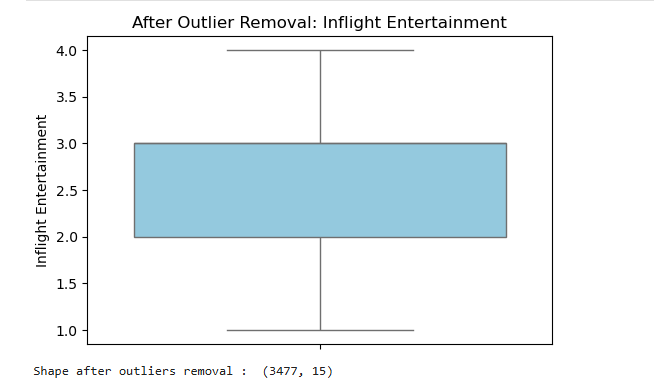 After Outlier Removal: Inflight Entertainment
4.0
3.5
3.0
2.5
2.0
1.5
1.0
Inflight Entertainment
Shape after outliers removal :  (3477, 15)